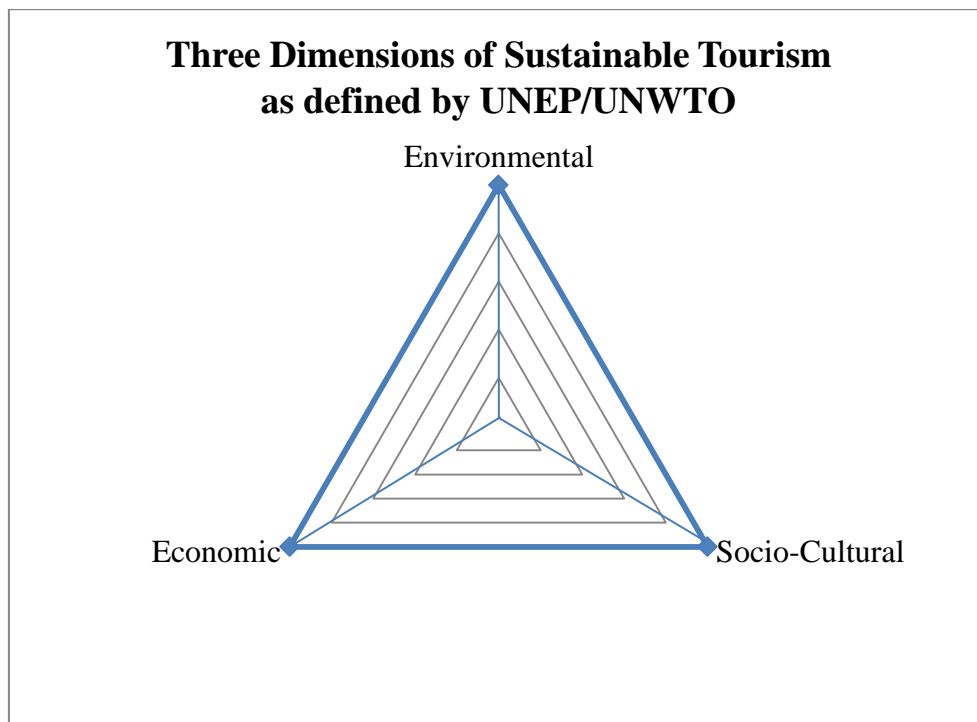 Three Dimensions of Sustainable Tourism
as defined by UNEP/UNWTO
Environmental
Economic
Socio-Cultural